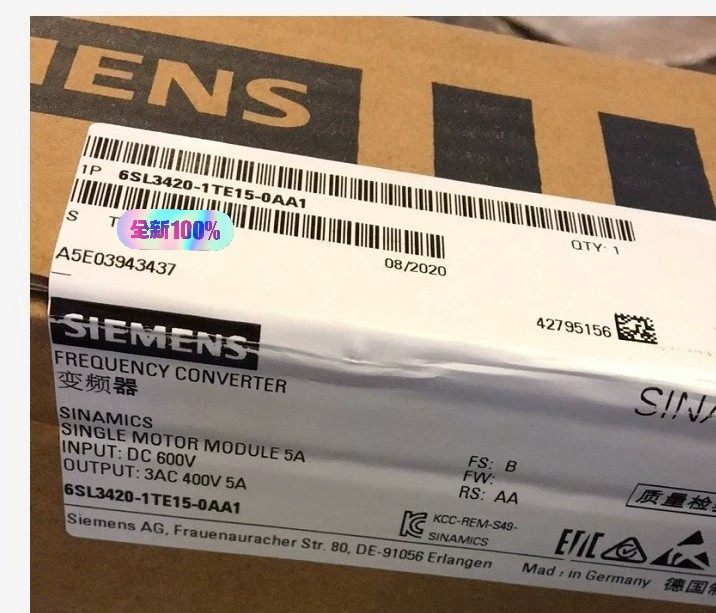 IENS
1P 6SL3420-1TE15-0AA1
QTY: 1
S T
全新100%
A5E03943437
08/2020
42795156
SIEMENS
FREQUENCY CONVERTER
变频器
SINA
SINAMICS
SINGLE MOTOR MODULE 5A
INPUT: DC 600V
OUTPUT: 3AC 400V 5A
6SL3420-1TE15-0AA1
FS: B
FW:
RS: AA
质量检
KCC-REM-S49-
SINAMICS
EAC
Siemens AG, Frauenauracher Str. 80, DE-91056 Erlangen
Made in Germany
德国制